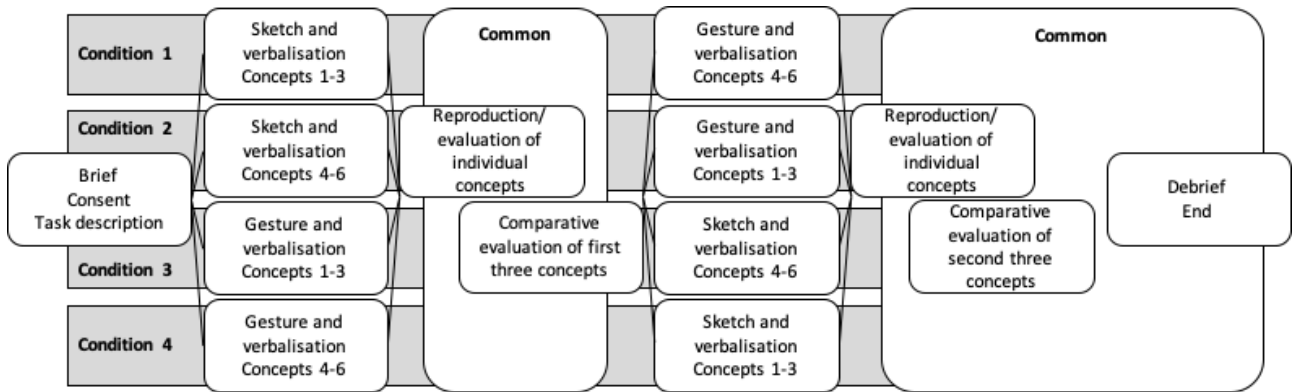 Condition 1
Condition 2
Condition 3
Condition 4
Brief
Consent
Task description
Sketch and
verbalisation
Concepts 1-3
Sketch and
verbalisation
Concepts 4-6
Gesture and
verbalisation
Concepts 1-3
Gesture and
verbalisation
Concepts 4-6
Common
Reproduction/
evaluation of
individual
concepts
Comparative
evaluation of first
three concepts
Gesture and
verbalisation
Concepts 4-6
Gesture and
verbalisation
Concepts 1-3
Sketch and
verbalisation
Concepts 4-6
Sketch and
verbalisation
Concepts 1-3
Common
Reproduction/
evaluation of
individual
concepts
Comparative
evaluation of
second three
concepts
Debrief
End